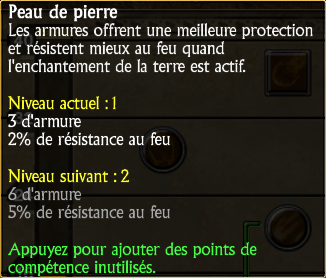 Peau de pierre
Les armures offrent une meilleure protection
et résistent mieux au feu quand
l'enchantement de la terre est actif.
Niveau actuel : 1
3 d'armure
2% de résistance au feu
Niveau suivant : 2
6 d'armure
5% de résistance au feu
Appuyez pour ajouter des points de
compétence inutilisés.